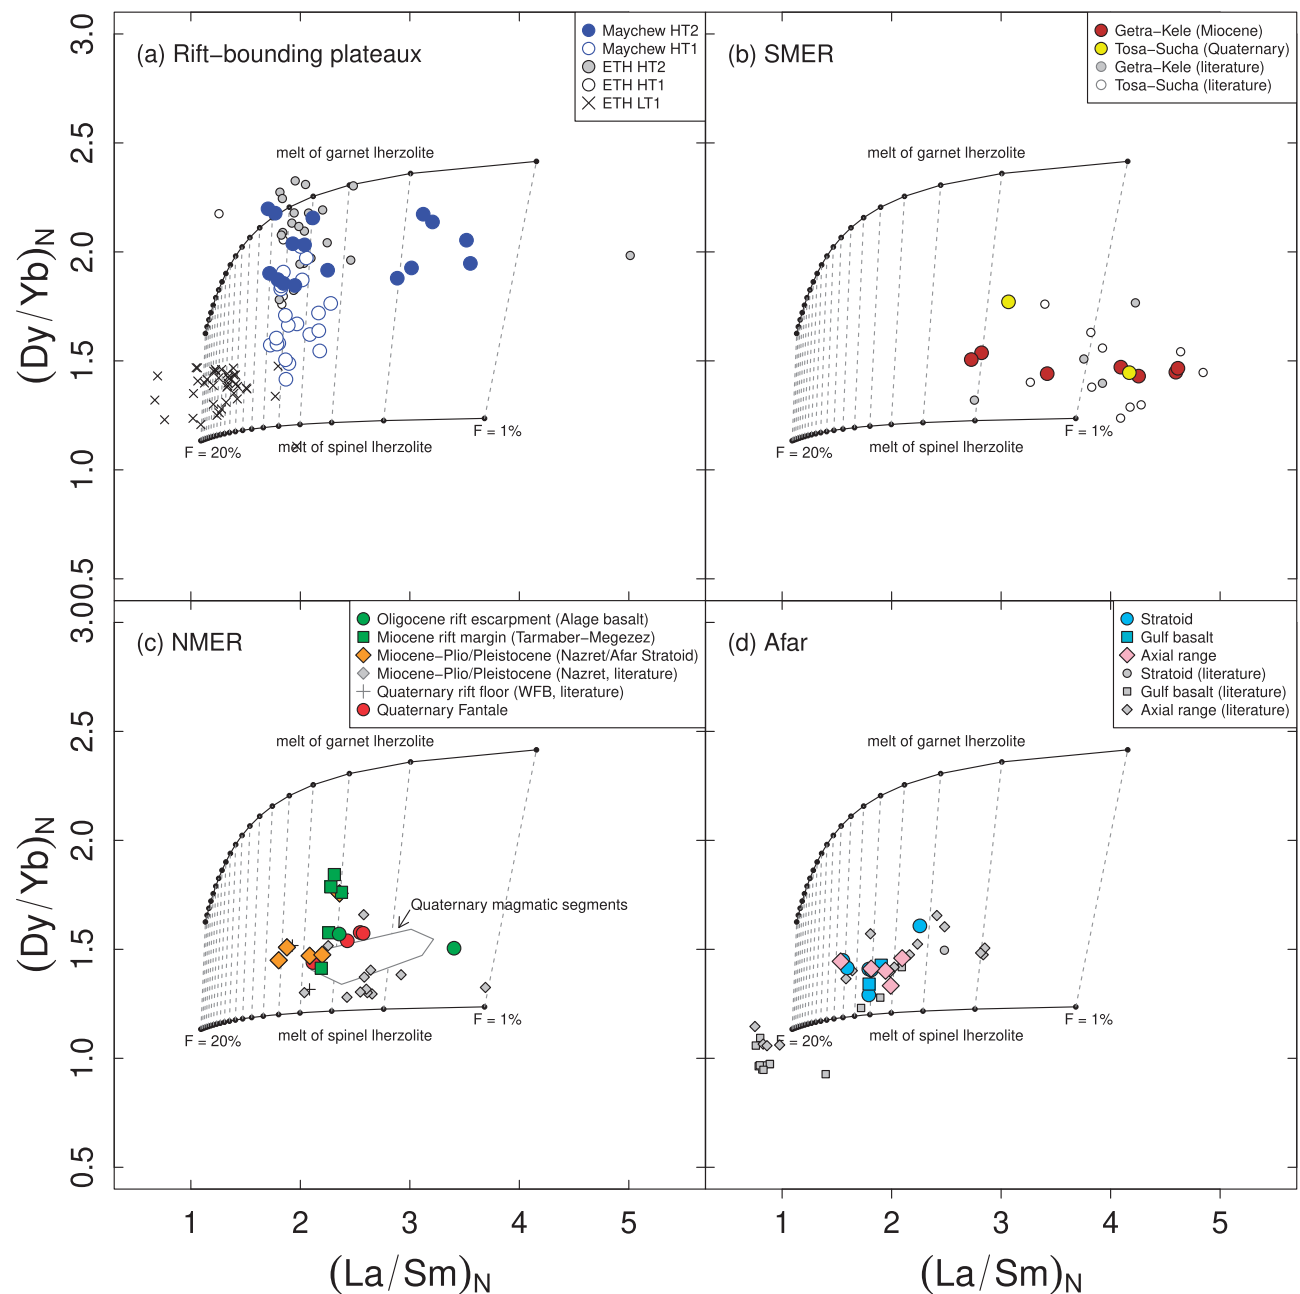 (a) Rift−bounding plateaux
Maychew HT2
Maychew HT1
ETH HT2
ETH HT1
ETH LT1
melt of garnet lherzolite
melt of spinel lherzolite
F = 20%
F = 1%
3.0
2.5
2.0
1.5
1.0
0.5
(Dy/Yb)N
(b) SMER
Getra−Kele (Miocene)
Tosa−Sucha (Quaternary)
Getra−Kele (literature)
Tosa−Sucha (literature)
melt of garnet lherzolite
melt of spinel lherzolite
F = 20%
F = 1%
(c) NMER
Oligocene rift escarpment (Alage basalt)
Miocene rift margin (Tarmaber−Megezez)
Miocene−Plio/Pleistocene (Nazret/Afar Stratoid)
Miocene−Plio/Pleistocene (Nazret, literature)
Quaternary rift floor (WFB, literature)
Quaternary Fantale
melt of garnet lherzolite
Quaternary magmatic segments
melt of spinel lherzolite
F = 20%
F = 1%
3.0
2.5
2.0
1.5
1.0
0.5
(Dy/Yb)N
1 2 3 4 5
(La/Sm)N
(d) Afar
Stratoid
Gulf basalt
Axial range
Stratoid (literature)
Gulf basalt (literature)
Axial range (literature)
melt of garnet lherzolite
melt of spinel lherzolite
F = 20%
F = 1%
1 2 3 4 5
(La/Sm)N